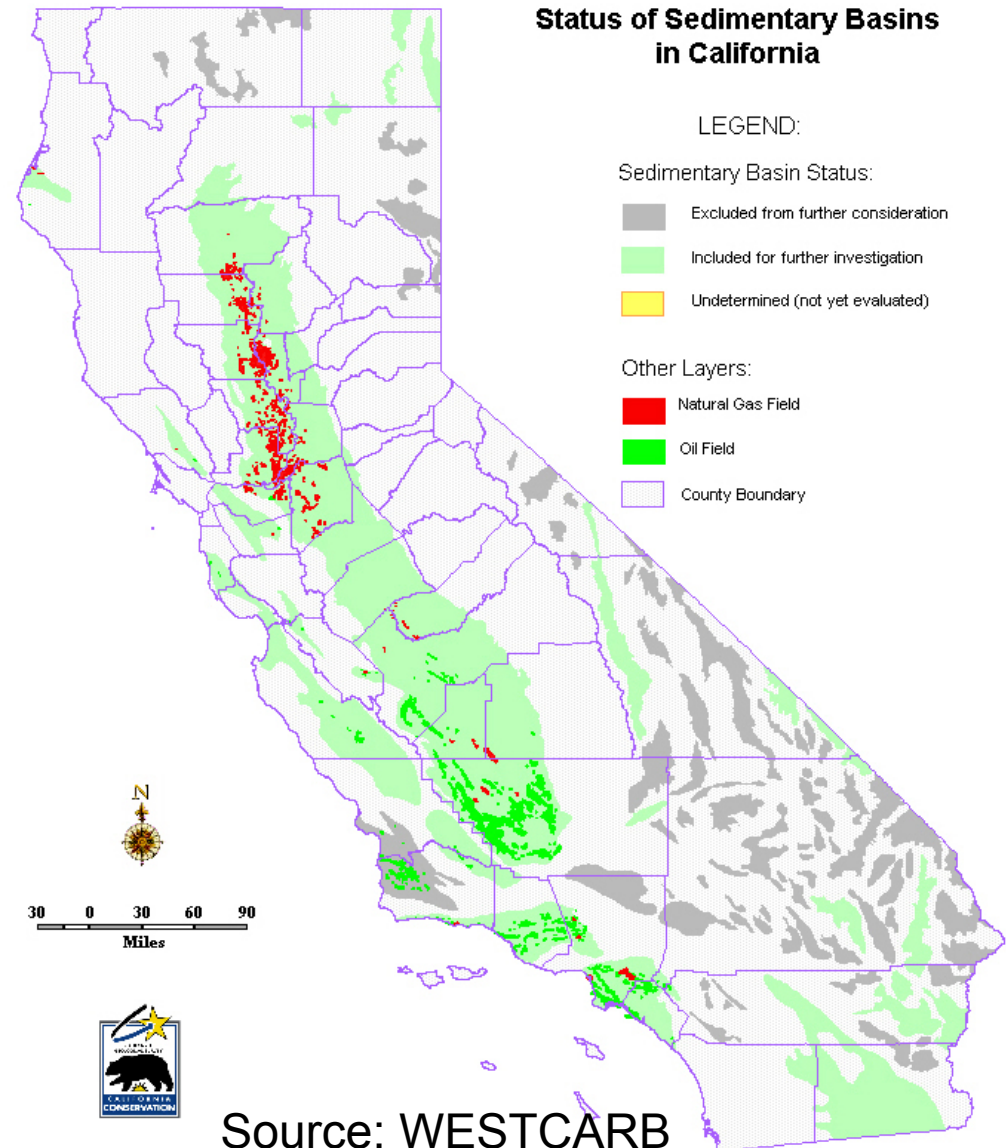 Status of Sedimentary Basins
in California
LEGEND:
Sedimentary Basin Status:
Excluded from further consideration
Included for further investigation
Undetermined (not yet evaluated)
Other Layers:
Natural Gas Field
Oil Field
County Boundary
N
30 0 30 60 90
Miles
CALIFORNIA
CONSERVATION
Source: WESTCARB